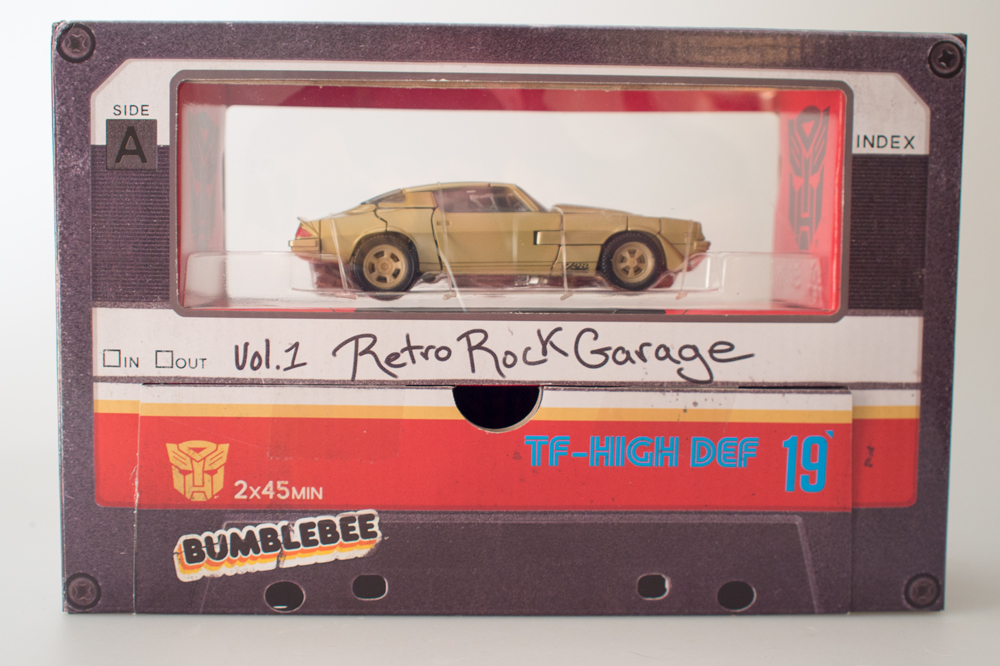 SIDE
A
INDEX
IN OUT Vol.1 Retro Rock Garage
TF-HIGH DEF 19`
2x45MIN
BUMBLEBEE